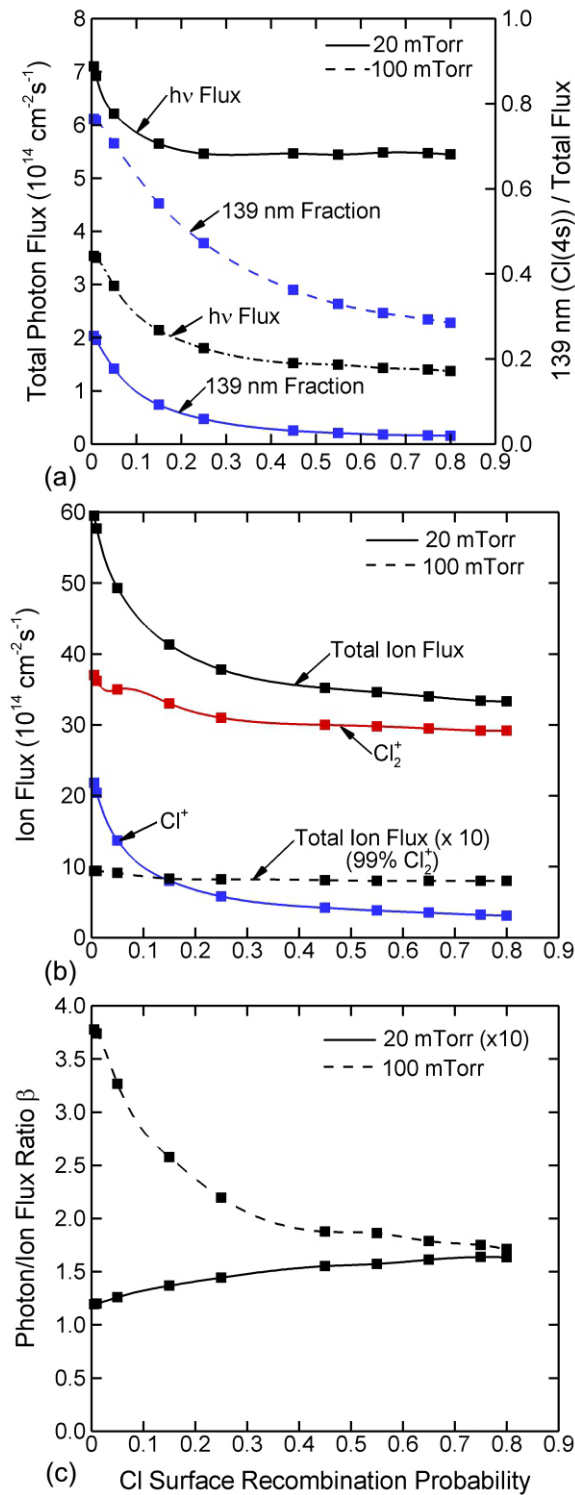 8
7
6
5
4
3
2
1
0
Total Photon Flux (10¹⁴ cm⁻²s⁻¹)
1.0
0.8
0.6
0.4
0.2
0.0
139 nm (Cl(4s)) / Total Flux
20 mTorr
100 mTorr
hν Flux
139 nm Fraction
hν Flux
139 nm Fraction
0 0.1 0.2 0.3 0.4 0.5 0.6 0.7 0.8 0.9
(a)
60
50
40
30
20
10
0
Ion Flux (10¹⁴ cm⁻²s⁻¹)
20 mTorr
100 mTorr
Total Ion Flux
Cl₂⁺
Cl⁺
Total Ion Flux (x 10)
(99% Cl₂⁺)
0 0.1 0.2 0.3 0.4 0.5 0.6 0.7 0.8 0.9
(b)
4.0
3.5
3.0
2.5
2.0
1.5
1.0
0.5
0.0
Photon/Ion Flux Ratio β
20 mTorr (x10)
100 mTorr
0 0.1 0.2 0.3 0.4 0.5 0.6 0.7 0.8 0.9
(c)
Cl Surface Recombination Probability